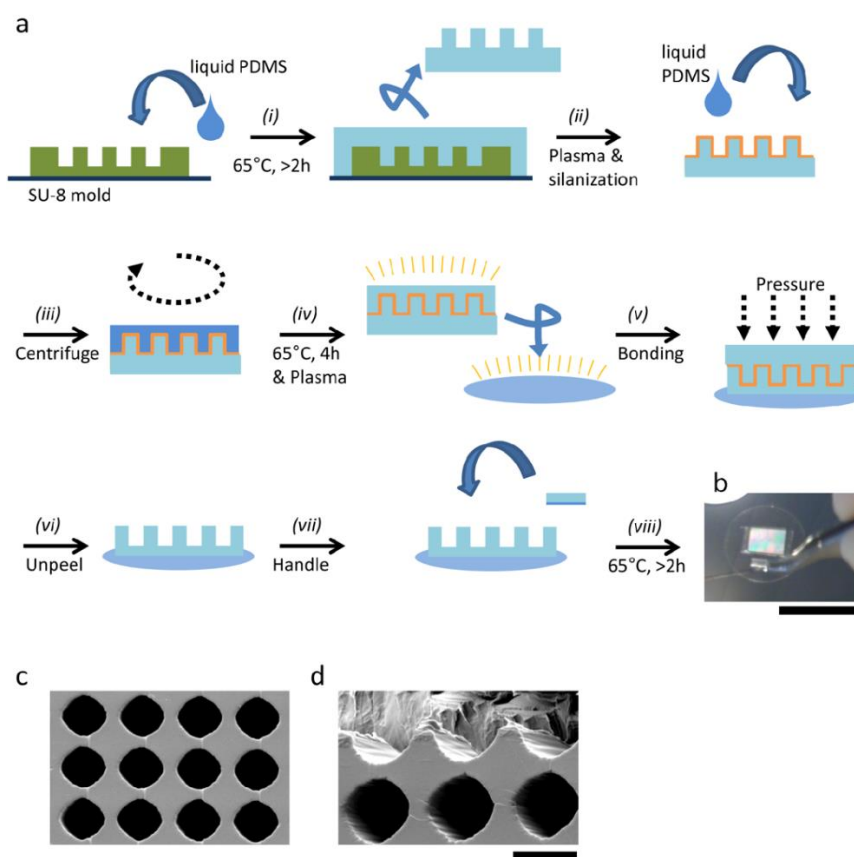 a
liquid PDMS
(i)
65°C, >2h
SU-8 mold
(ii)
Plasma &
silanization
liquid
PDMS
(iii)
Centrifuge
(iv)
65°C, 4h
& Plasma
(v)
Bonding
Pressure
(vi)
Unpeel
(vii)
Handle
(viii)
65°C, >2h
b
c
d